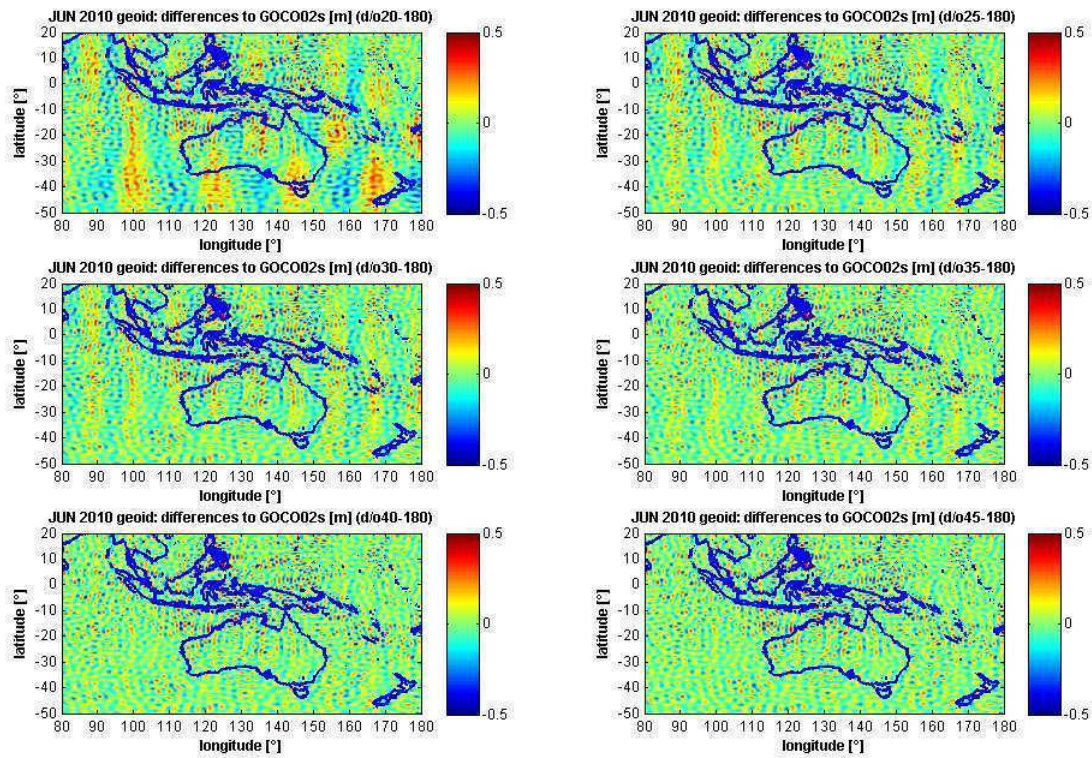 JUN 2010 geoid: differences to GOCO02s [m] (d/o20-180)
20
10
0
-10
-20
-30
-40
-50
latitude [°]
80 90 100 110 120 130 140 150 160 170 180
longitude [°]
0.5
0
-0.5
JUN 2010 geoid: differences to GOCO02s [m] (d/o25-180)
20
10
0
-10
-20
-30
-40
-50
latitude [°]
80 90 100 110 120 130 140 150 160 170 180
longitude [°]
0.5
0
-0.5
JUN 2010 geoid: differences to GOCO02s [m] (d/o30-180)
20
10
0
-10
-20
-30
-40
-50
latitude [°]
80 90 100 110 120 130 140 150 160 170 180
longitude [°]
0.5
0
-0.5
JUN 2010 geoid: differences to GOCO02s [m] (d/o35-180)
20
10
0
-10
-20
-30
-40
-50
latitude [°]
80 90 100 110 120 130 140 150 160 170 180
longitude [°]
0.5
0
-0.5
JUN 2010 geoid: differences to GOCO02s [m] (d/o40-180)
20
10
0
-10
-20
-30
-40
-50
latitude [°]
80 90 100 110 120 130 140 150 160 170 180
longitude [°]
0.5
0
-0.5
JUN 2010 geoid: differences to GOCO02s [m] (d/o45-180)
20
10
0
-10
-20
-30
-40
-50
latitude [°]
80 90 100 110 120 130 140 150 160 170 180
longitude [°]
0.5
0
-0.5